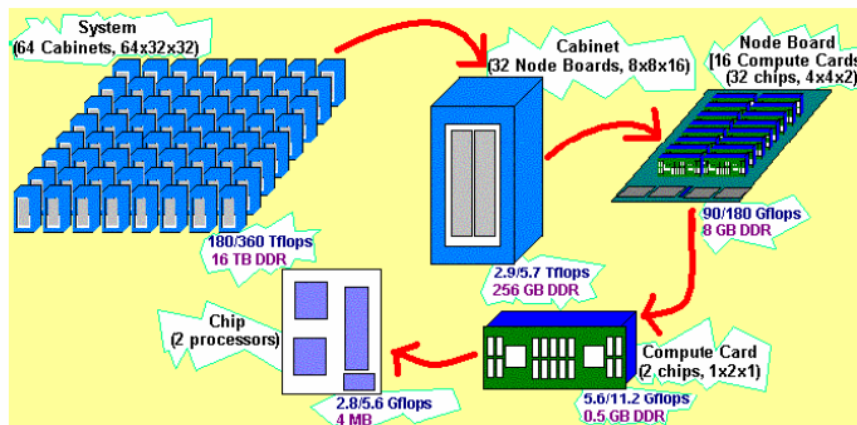 System
(64 Cabinets, 64x32x32)
Cabinet
(32 Node Boards, 8x8x16)
Node Board
[16 Compute Cards
(32 chips, 4x4x2)
180/360 Tflops
16 TB DDR
2.9/5.7 Tflops
256 GB DDR
90/180 Gflops
8 GB DDR
Chip
(2 processors)
2.8/5.6 Gflops
4 MB
Compute Card
(2 chips, 1x2x1)
5.6/11.2 Gflops
0.5 GB DDR